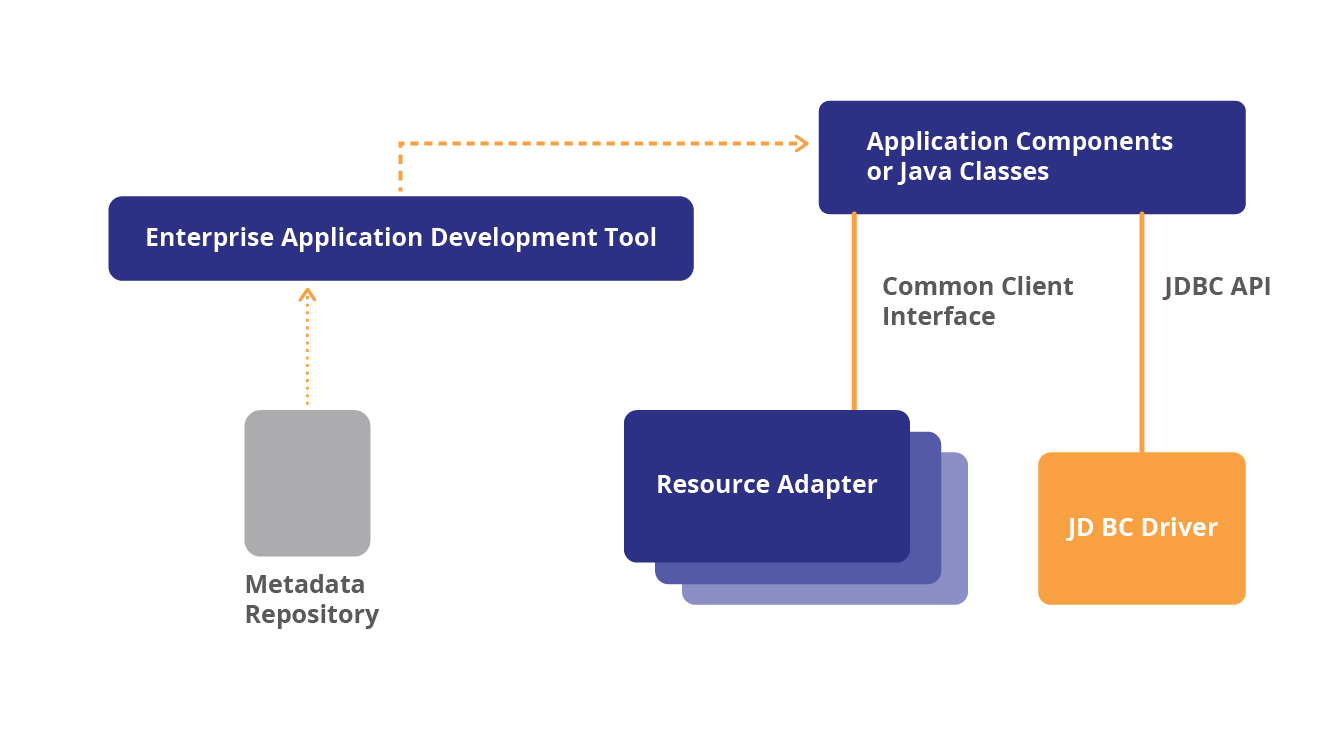 Application Components
or Java Classes
Enterprise Application Development Tool
Common Client
Interface
JDBC API
Resource Adapter
JD BC Driver
Metadata
Repository